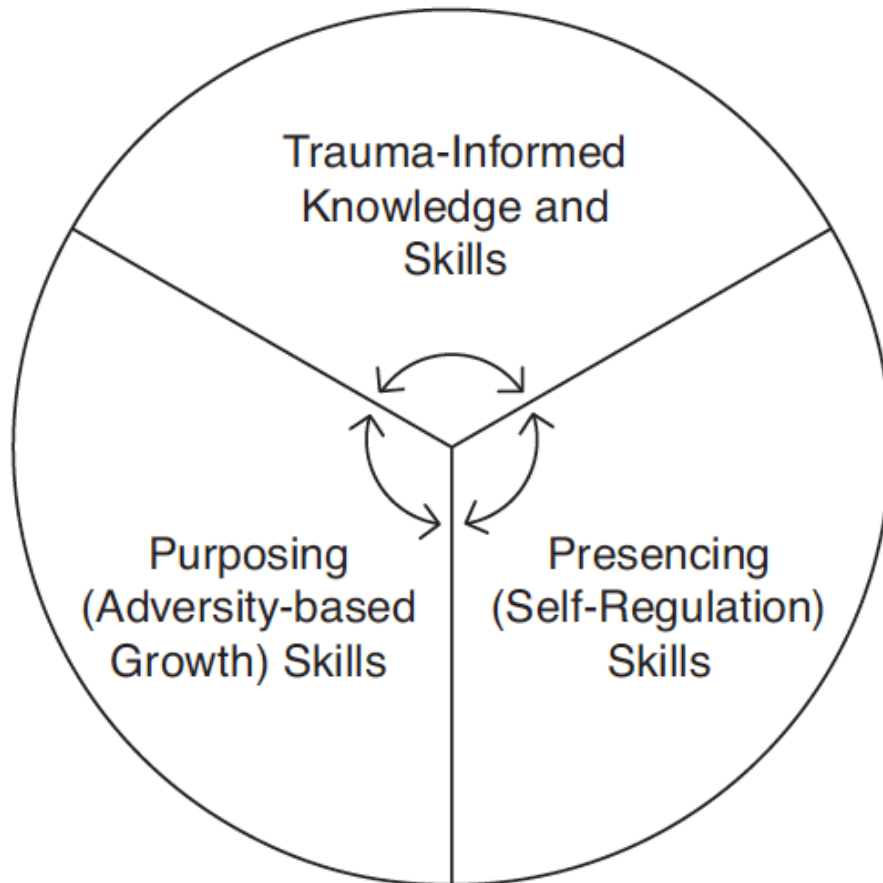 Trauma-Informed
Knowledge and
Skills
Purposing
(Adversity-based
Growth) Skills
Presencing
(Self-Regulation)
Skills